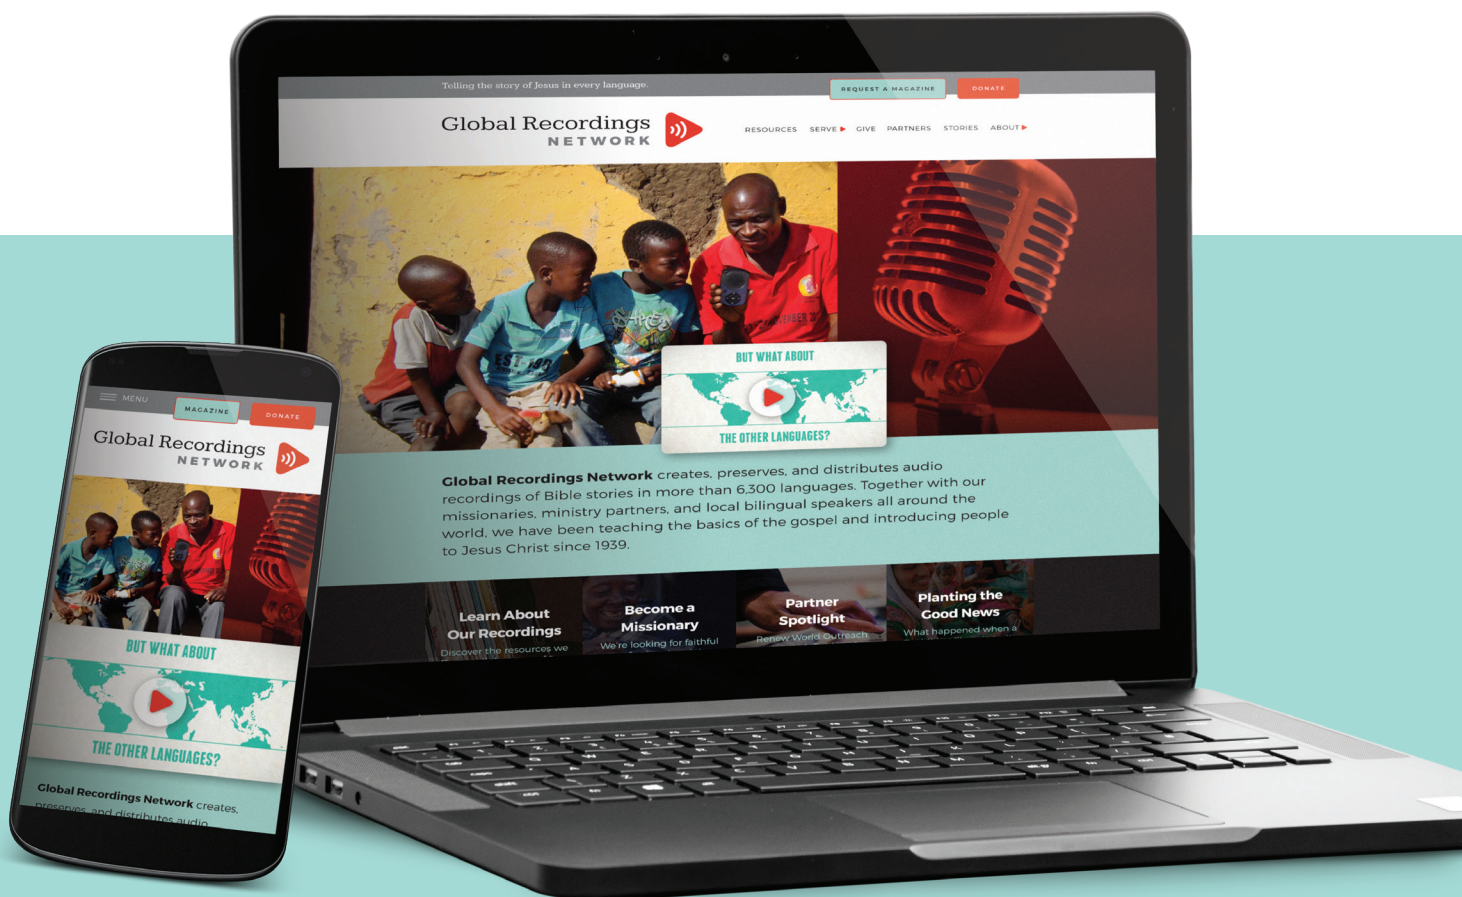 Telling the story of Jesus in every language.
REQUEST A MAGAZINE
DONATE
Global Recordings
NETWORK
RESOURCES SERVE GIVE PARTNERS STORIES ABOUT
BUT WHAT ABOUT
THE OTHER LANGUAGES?
Global Recordings Network creates, preserves, and distributes audio
recordings of Bible stories in more than 6,300 languages. Together with our
missionaries, ministry partners, and local bilingual speakers all around the
world, we have been teaching the basics of the gospel and introducing people
to Jesus Christ since 1939.
Learn About
Our Recordings
Discover the resources we
Become a
Missionary
We're looking for faithful
Partner
Spotlight
Renew World Outreach
Planting the
Good News
What happened when a
MENU
MAGAZINE
DONATE
Global Recordings
NETWORK
BUT WHAT ABOUT
THE OTHER LANGUAGES?
Global Recordings Network creates,
preserves, and distributes audio